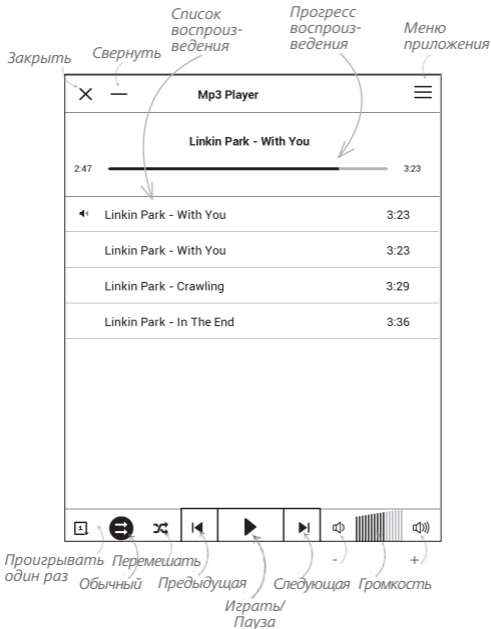 Список
воспроиз-
ведения
Прогресс
воспроиз-
ведения
Меню
приложения
Закрыть
Свернуть
Mp3 Player
Linkin Park - With You
2:47 3:23
Linkin Park - With You 3:23
Linkin Park - With You 3:23
Linkin Park - Crawling 3:29
Linkin Park - In The End 3:36
1
- +
Проигрывать
один раз
Перемешать
Обычный
Предыдущая
Следующая
Громкость
Играть/
Пауза